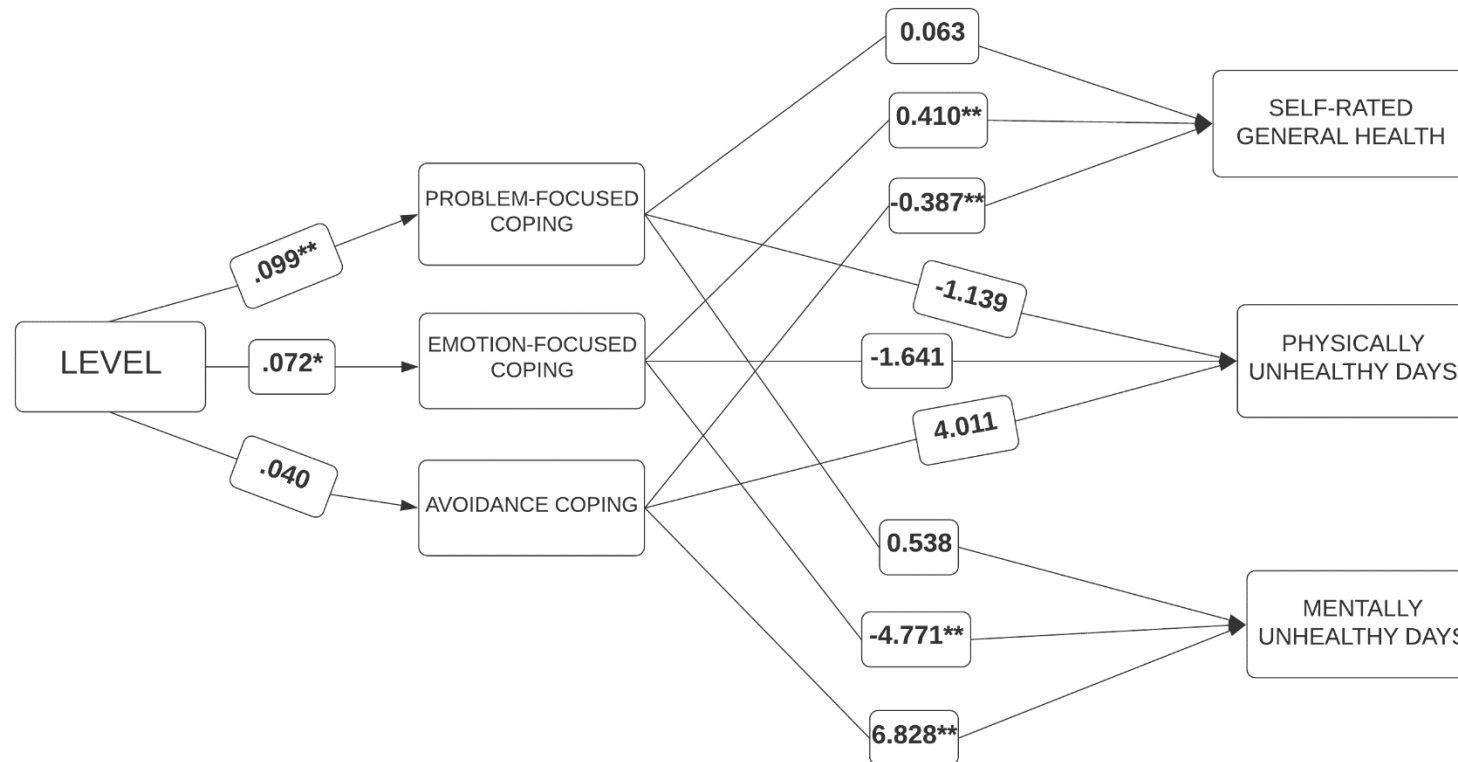 0.063
SELF-RATED
GENERAL HEALTH
0.410**
PROBLEM-FOCUSED
COPING
-0.387**
.099**
-1.139
LEVEL
.072*
EMOTION-FOCUSED
COPING
-1.641
PHYSICALLY
UNHEALTHY DAYS
4.011
.040
AVOIDANCE COPING
0.538
MENTALLY
UNHEALTHY DAYS
-4.771**
6.828**